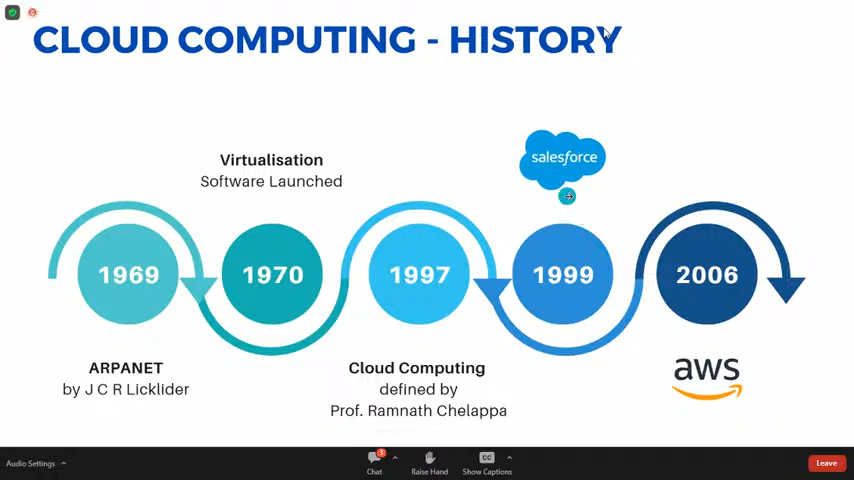 CLOUD COMPUTING - HISTORY
Virtualisation
Software Launched
salesforce
1969
1970
1997
1999
2006
ARPANET
by J C R Licklider
Cloud Computing
defined by
Prof. Ramnath Chelappa
aws
Audio Settings
3
Chat
Raise Hand
CC
Show Captions
Leave